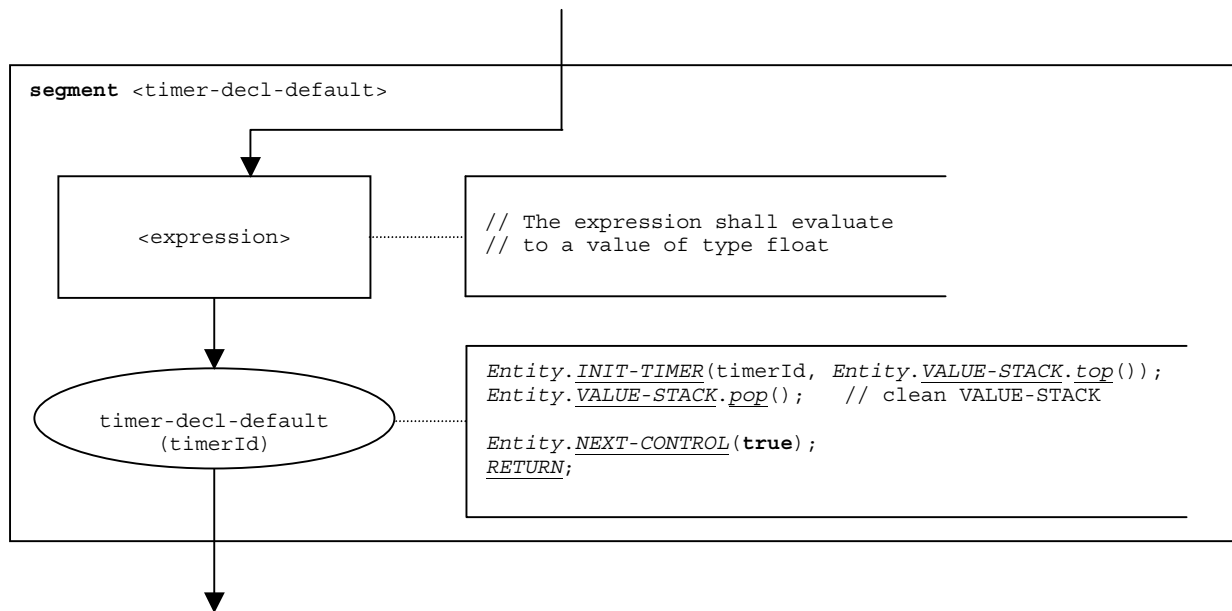 segment <timer-decl-default>
<expression>
// The expression shall evaluate
// to a value of type float
timer-decl-default
(timerId)
Entity.INIT-TIMER(timerId, Entity.VALUE-STACK.top());
Entity.VALUE-STACK.pop();   // clean VALUE-STACK
Entity.NEXT-CONTROL(true);
RETURN;